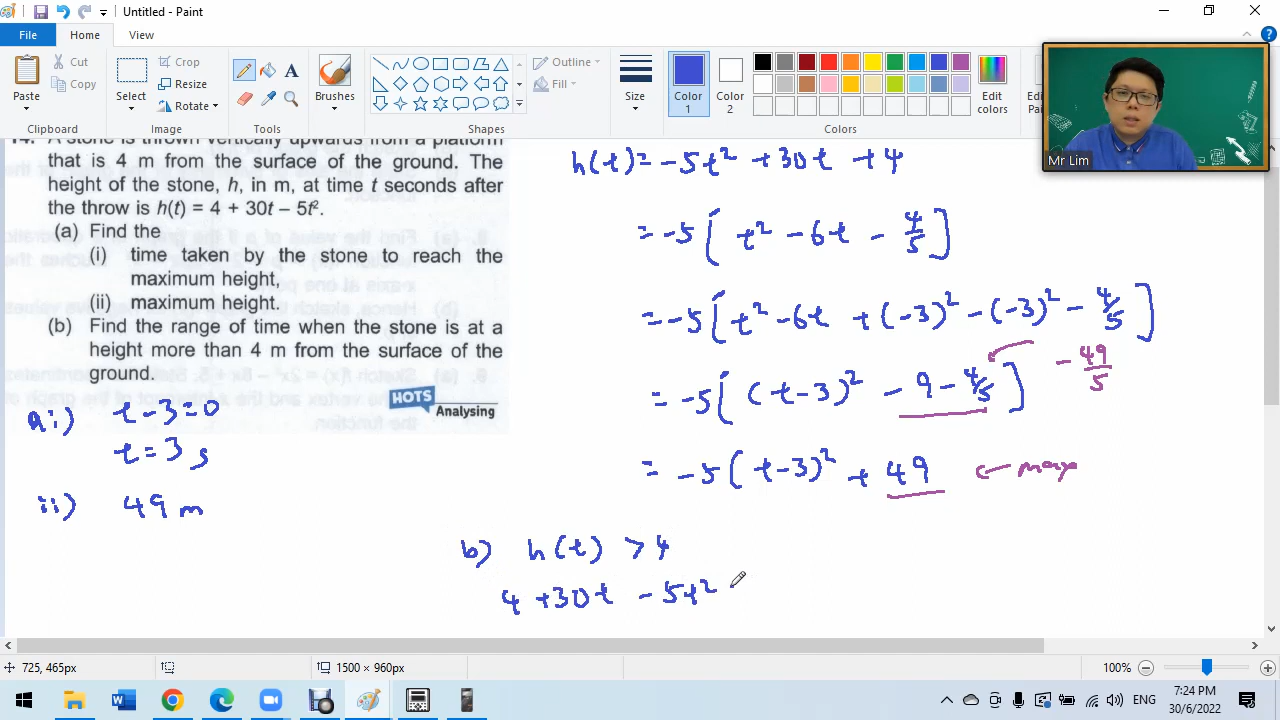 Untitled - Paint
File
Home
View
Paste
Cut
Copy
Clipboard
Select
Crop
Resize
Rotate
Image
Tools
Brushes
Shapes
Outline
Fill
Size
Color 1
Color 2
Edit colors
Colors
Mr Lim
14. A stone is thrown vertically upwards from a platform
that is 4 m from the surface of the ground. The
height of the stone, h, in m, at time t seconds after
the throw is h(t) = 4 + 30t – 5t².
(a) Find the
(i) time taken by the stone to reach the
maximum height,
(ii) maximum height.
(b) Find the range of time when the stone is at a
height more than 4 m from the surface of the
ground.
HOTS
Analysing
h(t)= -5t² +30t +4
= -5[ t² -6t - 4/5 ]
= -5[ t² -6t +(-3)² -(-3)² - 4/5 ]
= -5[ (t-3)² -9 - 4/5 ]
- 49/5
= -5(t-3)² + 49 ← max
ai) t-3=0
t=3 s
ii) 49 m
b) h(t) > 4
4 +30t -5t²
725, 465px
1500 × 960px
100%
ENG
7:24 PM
30/6/2022